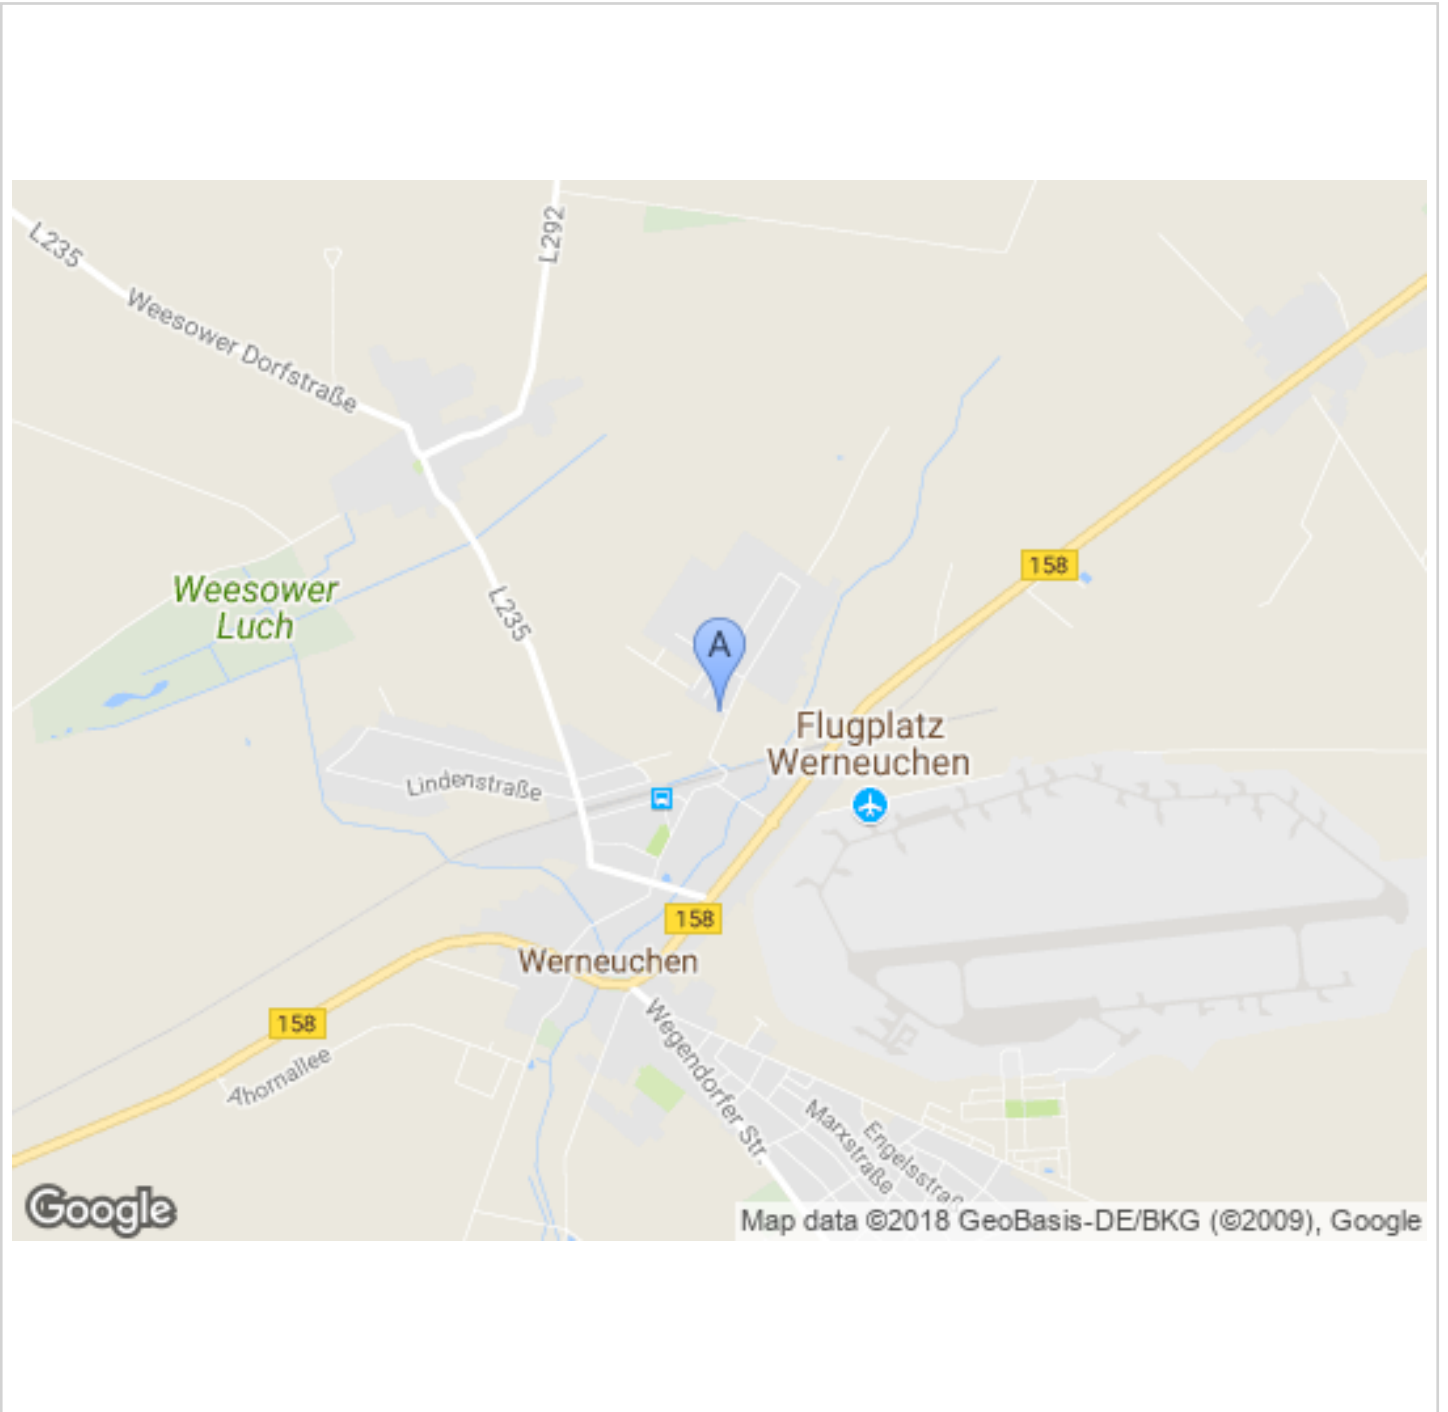 L235
L292
Weesower Dorfstraße
158
Weesower
Luch
L235
A
Flugplatz
Werneuchen
Lindenstraße
158
Werneuchen
158
Ahornallee
Wegendorfer Str.
Marxstraße
Engelsstraß
Google
Map data ©2018 GeoBasis-DE/BKG (©2009), Google